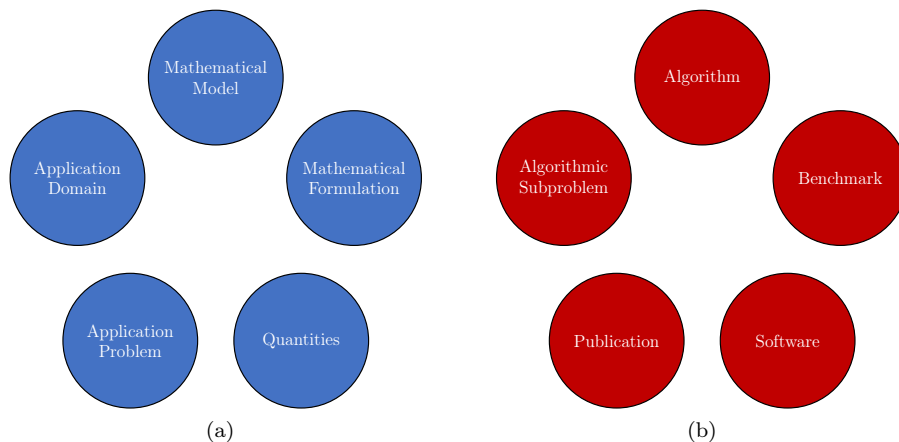 Mathematical
Model
Application
Domain
Mathematical
Formulation
Application
Problem
Quantities
(a)
Algorithm
Algorithmic
Subproblem
Benchmark
Publication
Software
(b)